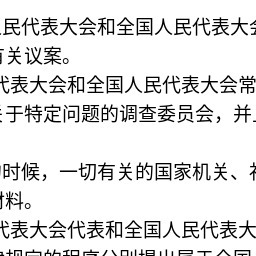 人民代表大会和全国人民代表大会
有关议案。
代表大会和全国人民代表大会常
关于特定问题的调查委员会，并且
的时候，一切有关的国家机关、社
材料。
代表大会代表和全国人民代表大